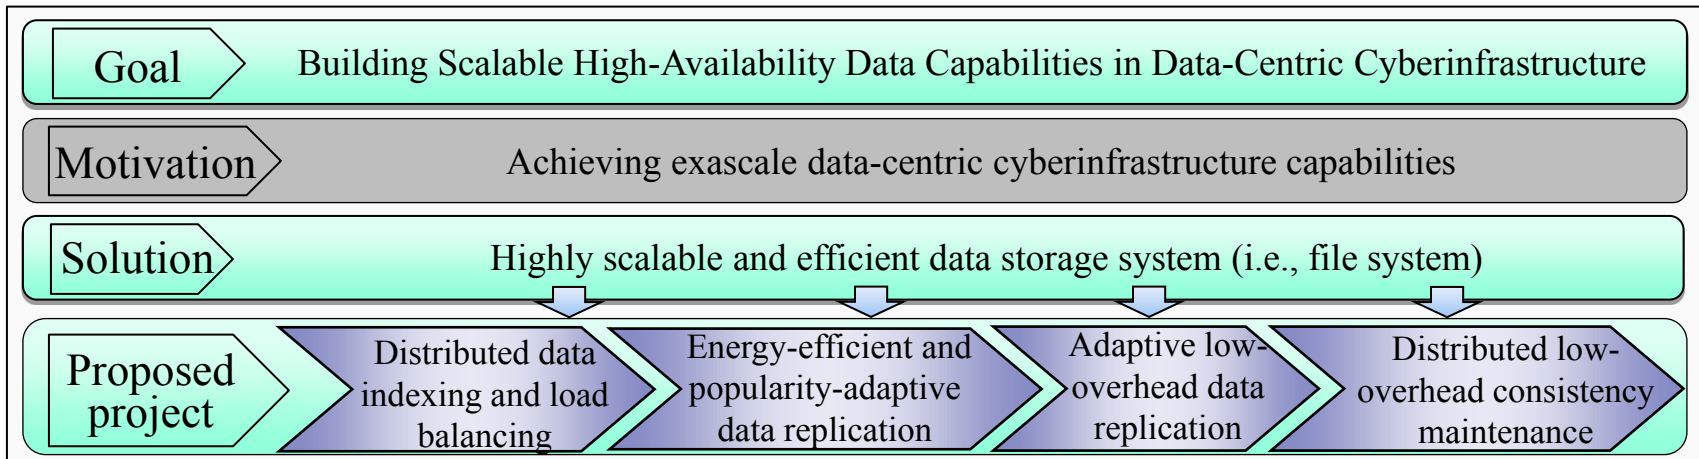 Goal
Building Scalable High-Availability Data Capabilities in Data-Centric Cyberinfrastructure
Motivation
Achieving exascale data-centric cyberinfrastructure capabilities
Solution
Highly scalable and efficient data storage system (i.e., file system)
Proposed
project
Distributed data
indexing and load
balancing
Energy-efficient and
popularity-adaptive
data replication
Adaptive low-
overhead data
replication
Distributed low-
overhead consistency
maintenance